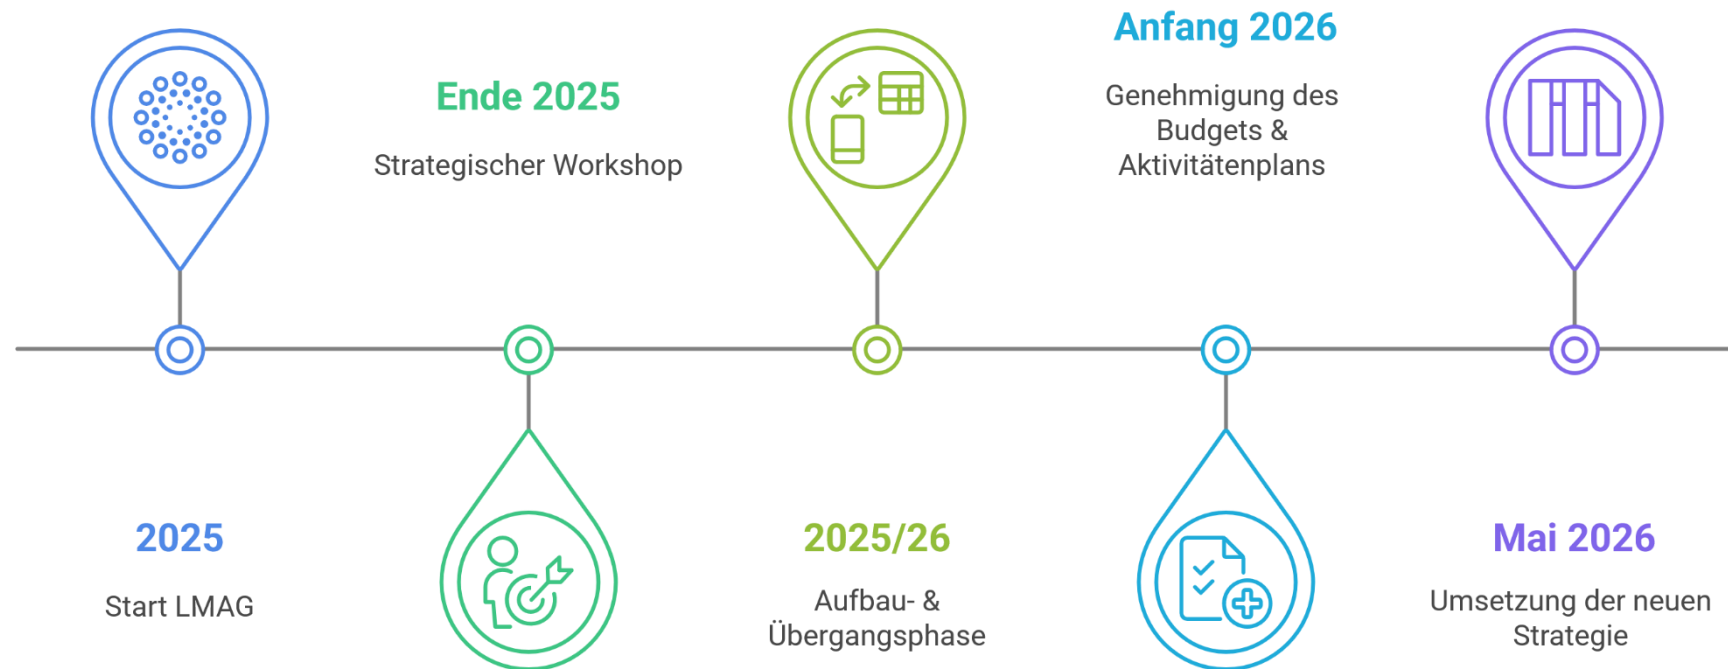 2025
Start LMAG
Ende 2025
Strategischer Workshop
2025/26
Aufbau- &
Übergangsphase
Anfang 2026
Genehmigung des
Budgets &
Aktivitätenplans
Mai 2026
Umsetzung der neuen
Strategie